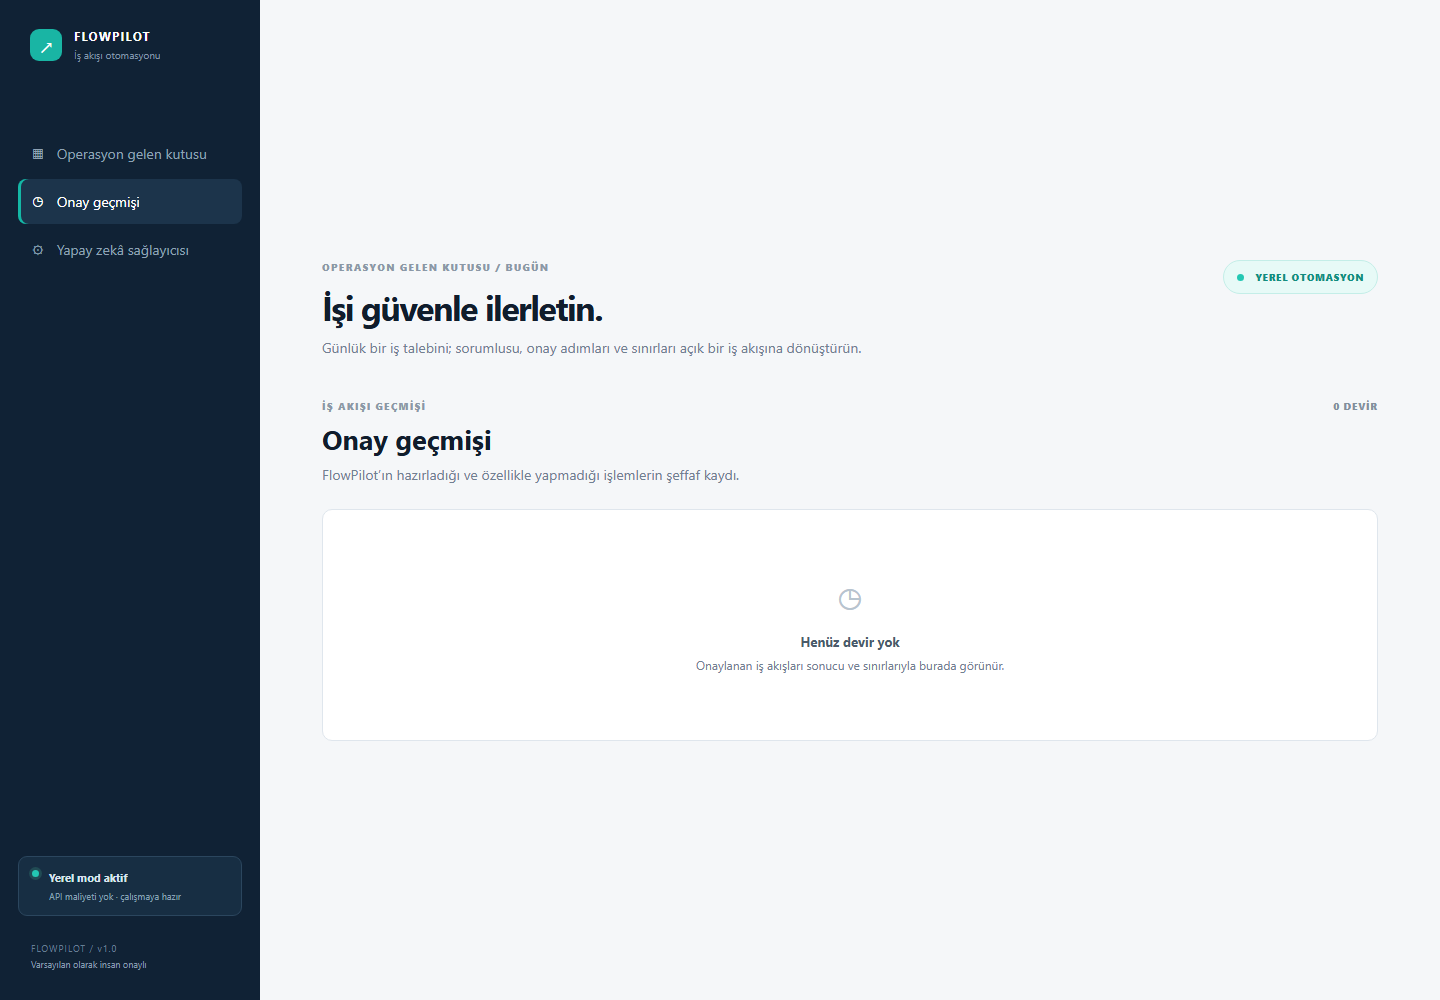 FLOWPILOT
İş akışı otomasyonu
Operasyon gelen kutusu
Onay geçmişi
Yapay zekâ sağlayıcısı
Yerel mod aktif
API maliyeti yok · çalışmaya hazır
FLOWPILOT / v1.0
Varsayılan olarak insan onaylı
OPERASYON GELEN KUTUSU / BUGÜN
YEREL OTOMASYON
İşi güvenle ilerletin.
Günlük bir iş talebini; sorumlusu, onay adımları ve sınırları açık bir iş akışına dönüştürün.
İŞ AKIŞI GEÇMİŞİ
0 DEVİR
Onay geçmişi
FlowPilot'ın hazırladığı ve özellikle yapmadığı işlemlerin şeffaf kaydı.
Henüz devir yok
Onaylanan iş akışları sonucu ve sınırlarıyla burada görünür.